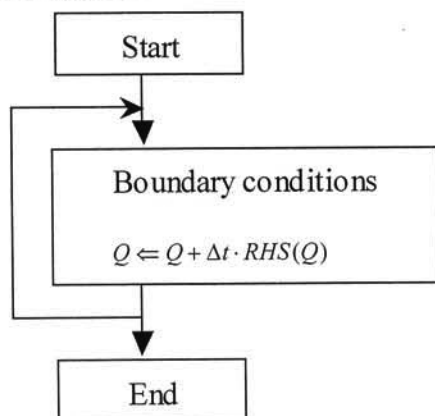 Start
Boundary conditions
Q ⇐ Q + Δt · RHS(Q)
End